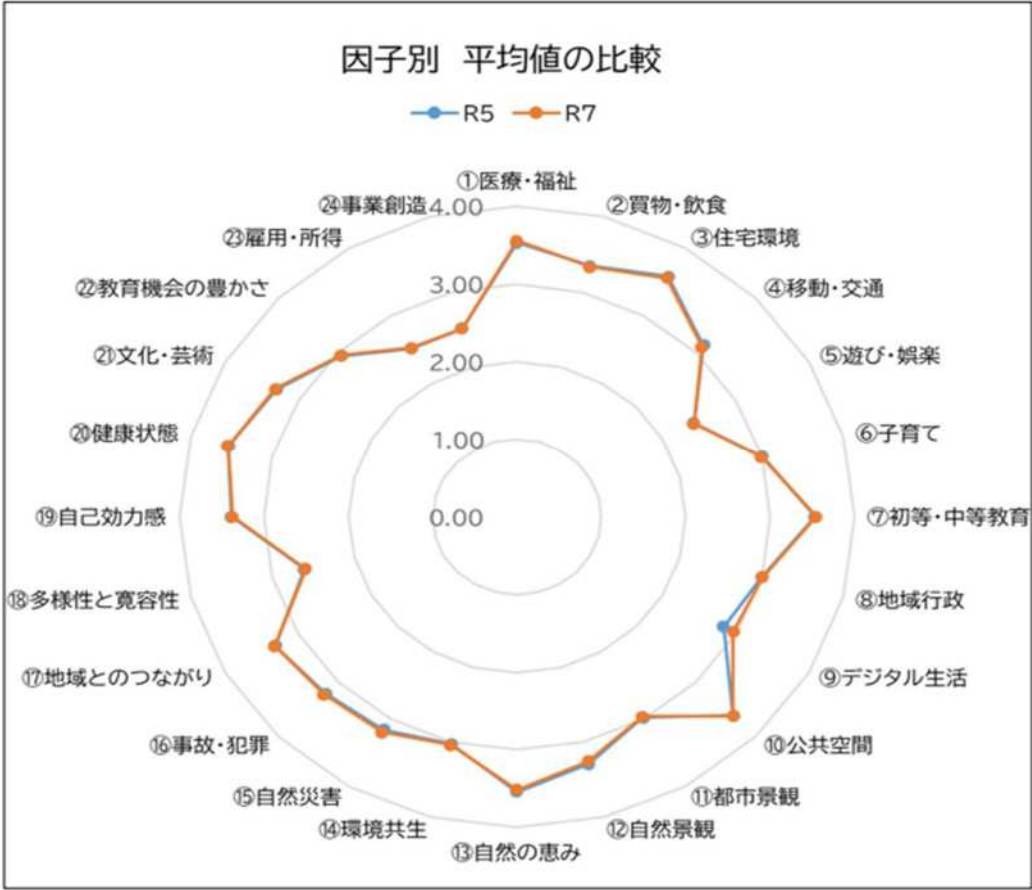 因子別 平均値の比較
R5 R7
①医療・福祉
②買物・飲食
③住宅環境
④移動・交通
⑤遊び・娯楽
⑥子育て
⑦初等・中等教育
⑧地域行政
⑨デジタル生活
⑩公共空間
⑪都市景観
⑫自然景観
⑬自然の恵み
⑭環境共生
⑮自然災害
⑯事故・犯罪
⑰地域とのつながり
⑱多様性と寛容性
⑲自己効力感
⑳健康状態
㉑文化・芸術
㉒教育機会の豊かさ
㉓雇用・所得
㉔事業創造
4.00
3.00
2.00
1.00
0.00